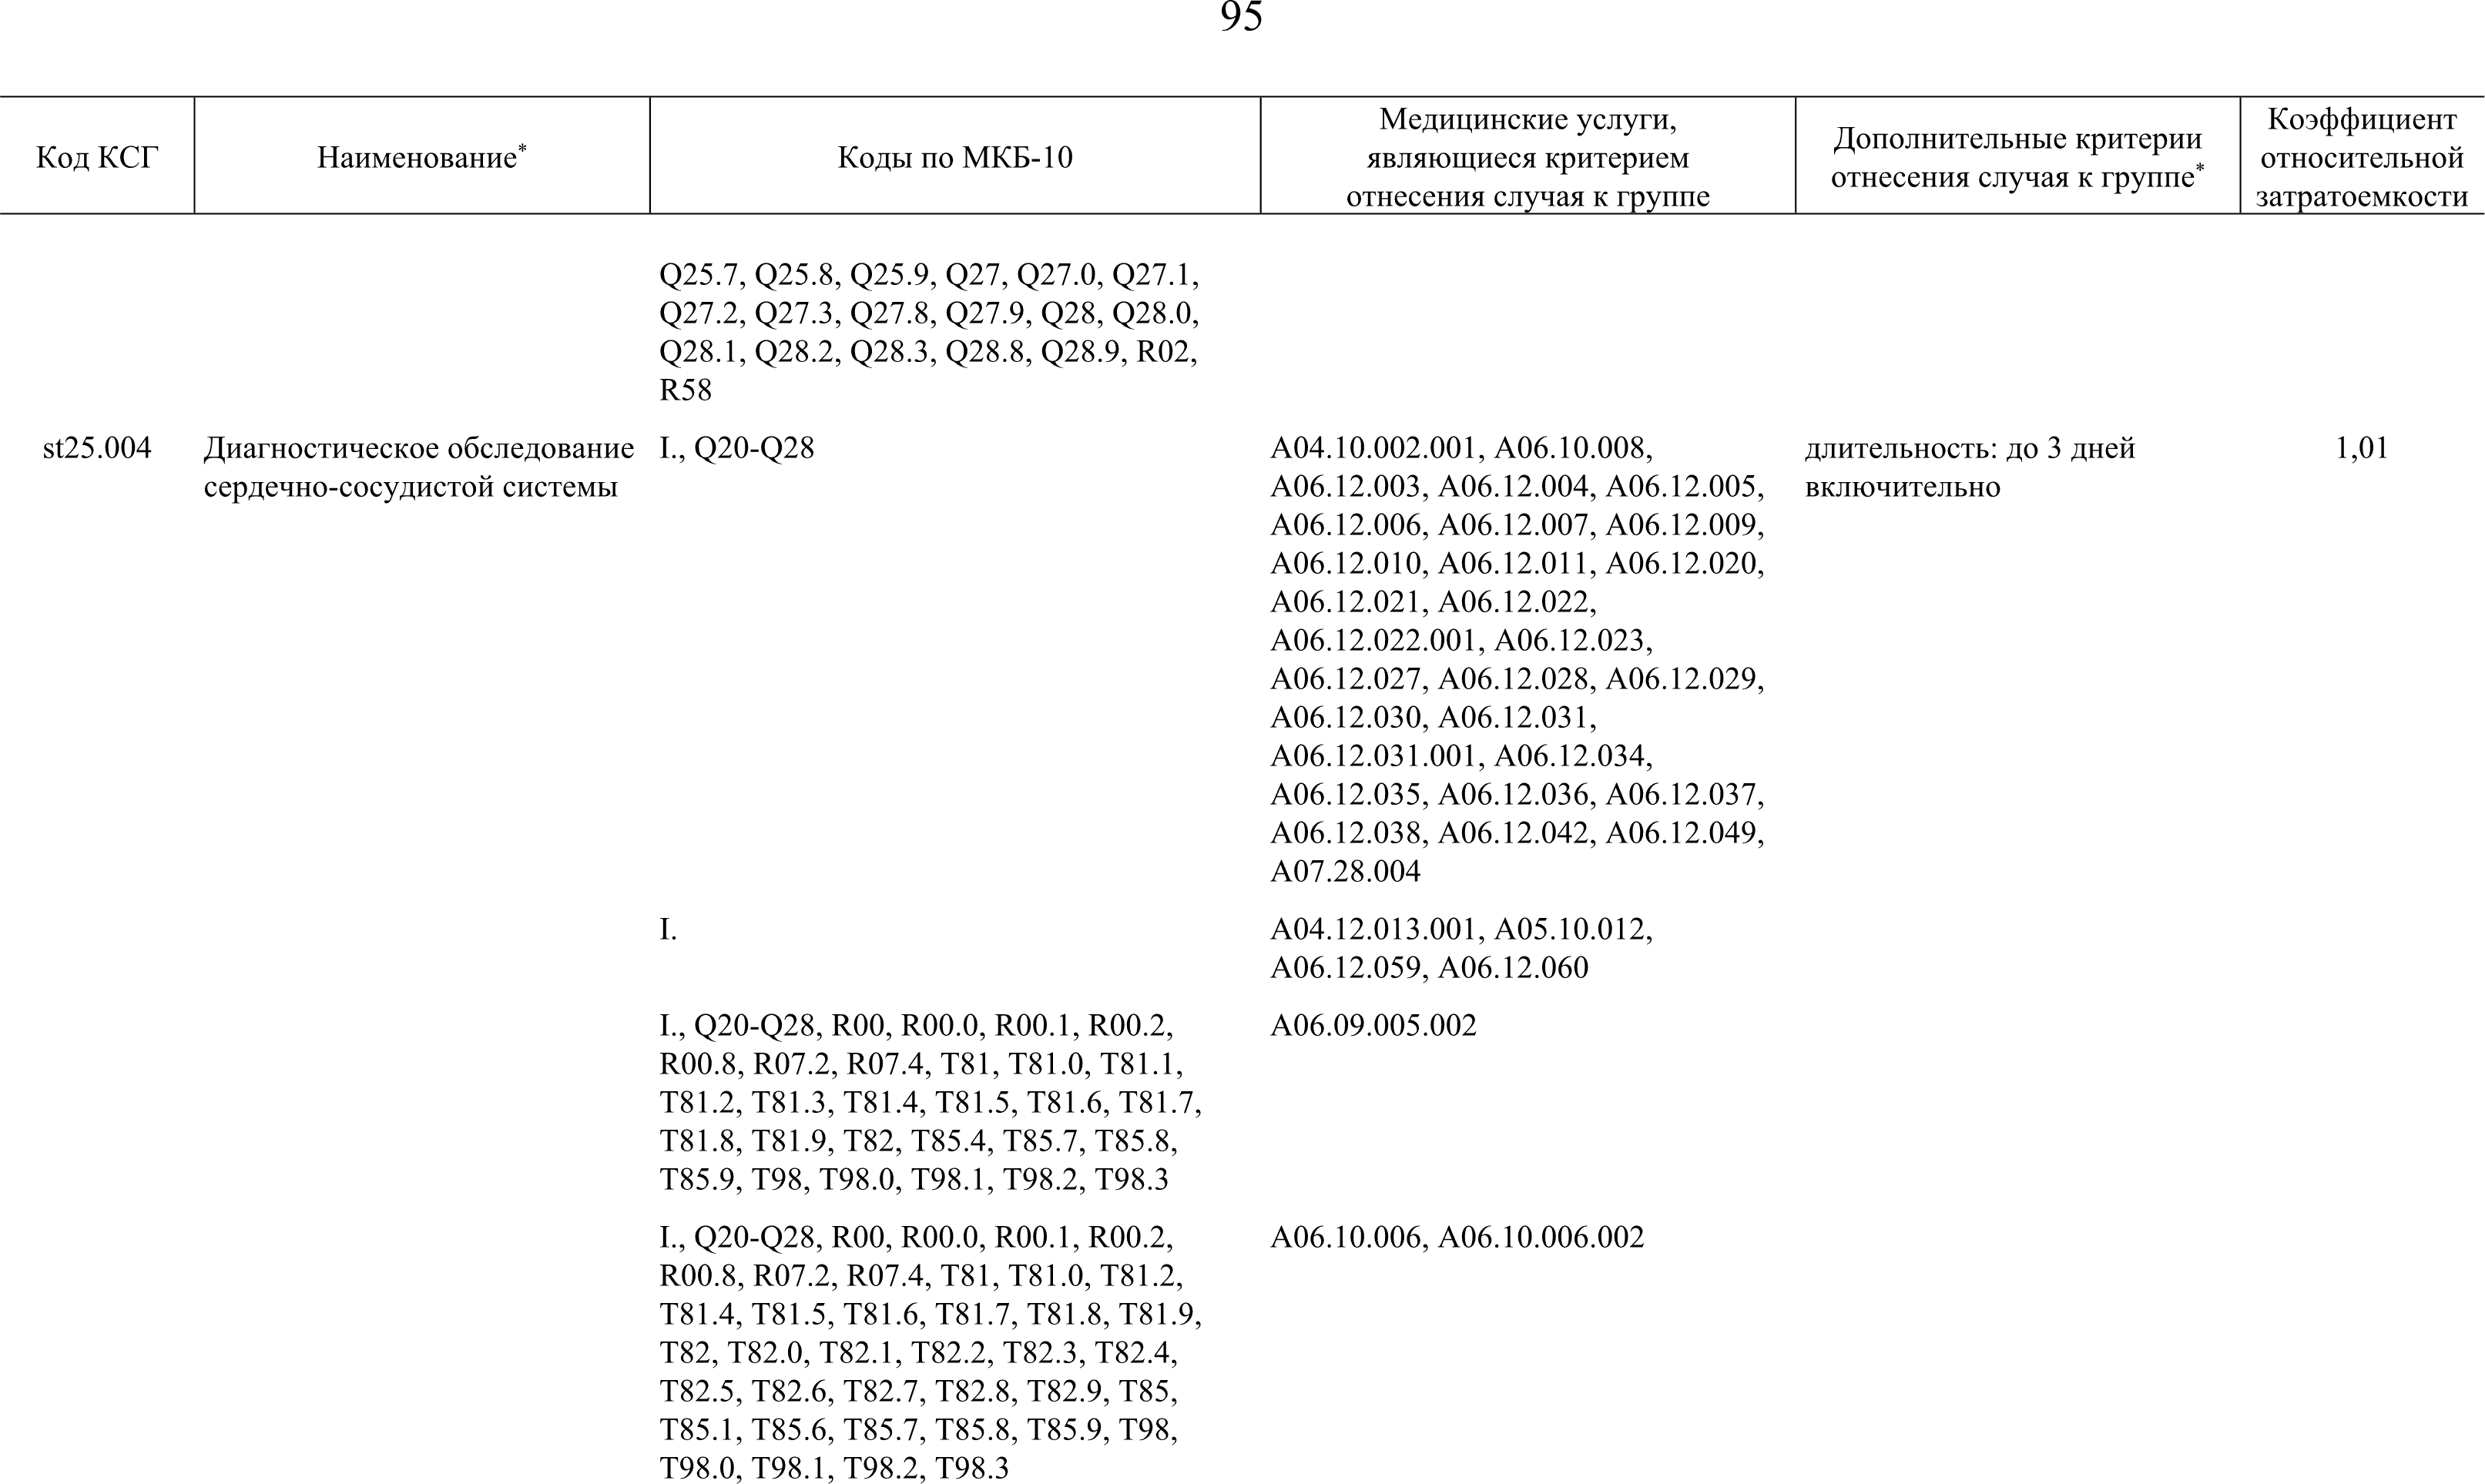 95
Код КСГ
Наименование*
Коды по МКБ-10
Медицинские услуги,
являющиеся критерием
отнесения случая к группе
Дополнительные критерии
отнесения случая к группе*
Коэффициент
относительной
затратоемкости
Q25.7, Q25.8, Q25.9, Q27, Q27.0, Q27.1,
Q27.2, Q27.3, Q27.8, Q27.9, Q28, Q28.0,
Q28.1, Q28.2, Q28.3, Q28.8, Q28.9, R02,
R58
st25.004
Диагностическое обследование
сердечно-сосудистой системы
I., Q20-Q28
A04.10.002.001, A06.10.008,
A06.12.003, A06.12.004, A06.12.005,
A06.12.006, A06.12.007, A06.12.009,
A06.12.010, A06.12.011, A06.12.020,
A06.12.021, A06.12.022,
A06.12.022.001, A06.12.023,
A06.12.027, A06.12.028, A06.12.029,
A06.12.030, A06.12.031,
A06.12.031.001, A06.12.034,
A06.12.035, A06.12.036, A06.12.037,
A06.12.038, A06.12.042, A06.12.049,
A07.28.004
длительность: до 3 дней
включительно
1,01
I.
A04.12.013.001, A05.10.012,
A06.12.059, A06.12.060
I., Q20-Q28, R00, R00.0, R00.1, R00.2,
R00.8, R07.2, R07.4, T81, T81.0, T81.1,
T81.2, T81.3, T81.4, T81.5, T81.6, T81.7,
T81.8, T81.9, T82, T85.4, T85.7, T85.8,
T85.9, T98, T98.0, T98.1, T98.2, T98.3
A06.09.005.002
I., Q20-Q28, R00, R00.0, R00.1, R00.2,
R00.8, R07.2, R07.4, T81, T81.0, T81.2,
T81.4, T81.5, T81.6, T81.7, T81.8, T81.9,
T82, T82.0, T82.1, T82.2, T82.3, T82.4,
T82.5, T82.6, T82.7, T82.8, T82.9, T85,
T85.1, T85.6, T85.7, T85.8, T85.9, T98,
T98.0, T98.1, T98.2, T98.3
A06.10.006, A06.10.006.002